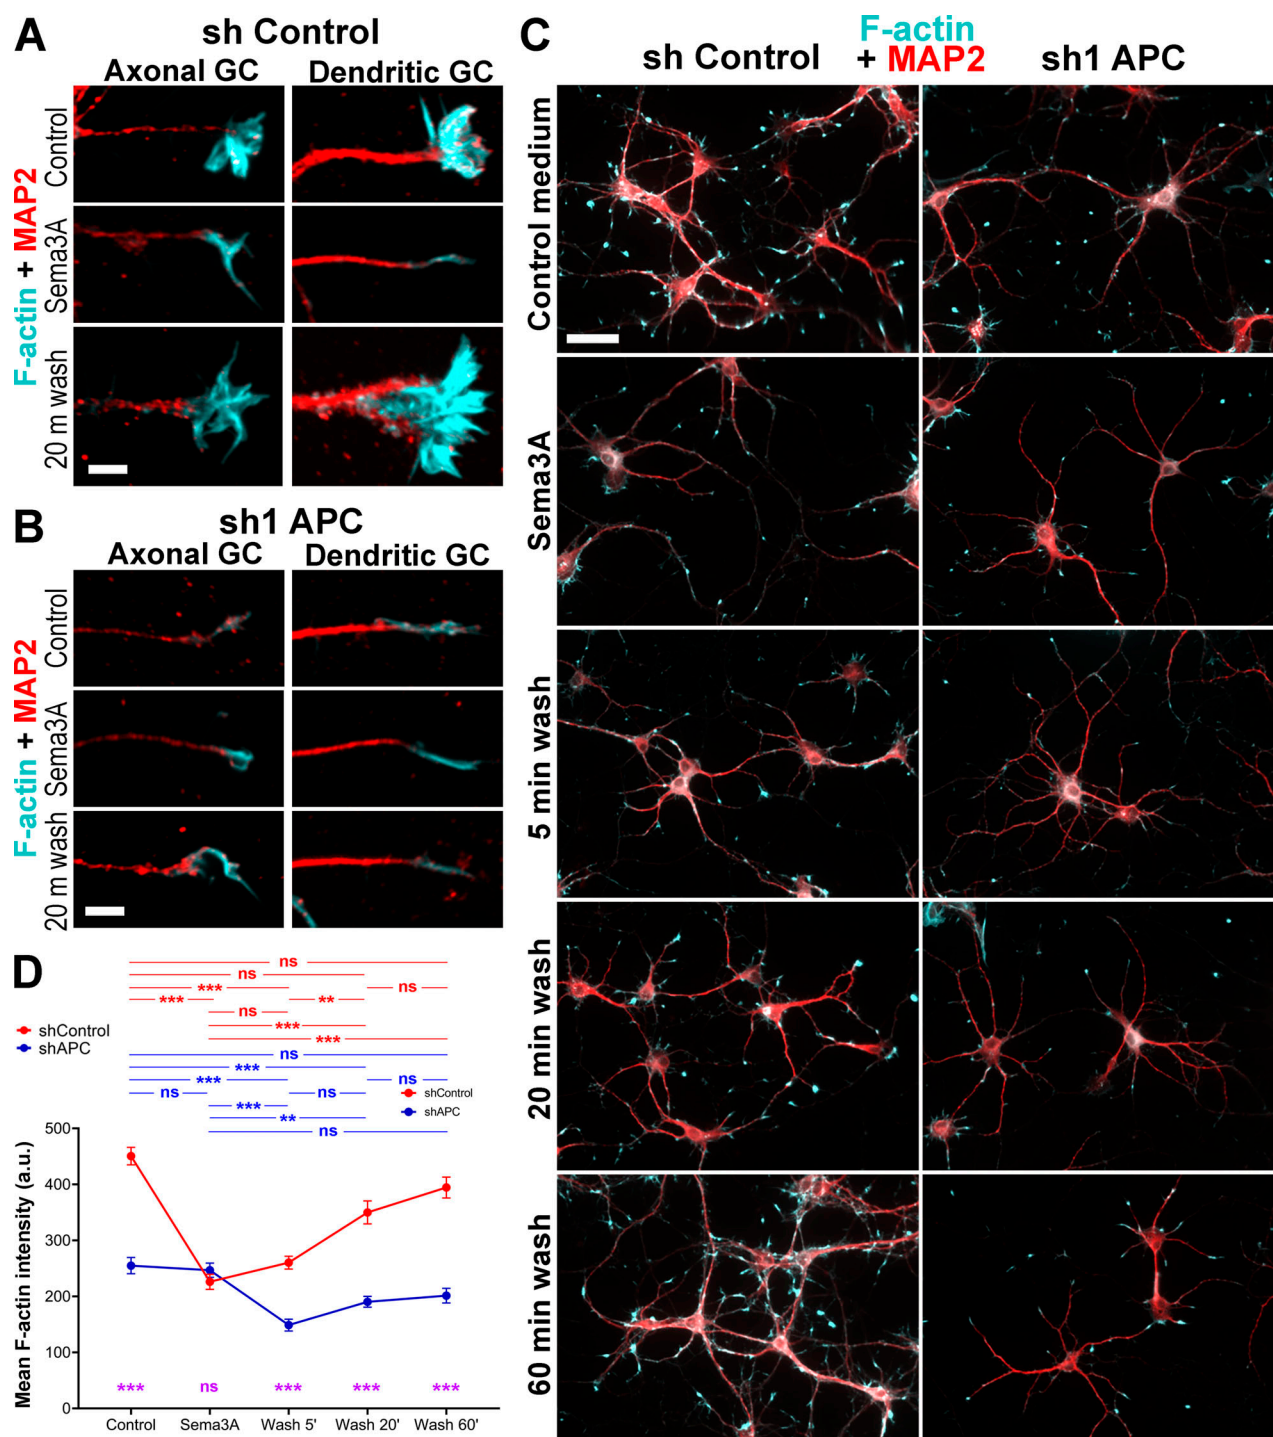 A
sh Control
Axonal GC
Dendritic GC
F-actin + MAP2
Control
Sema3A
20 m wash
B
sh1 APC
Axonal GC
Dendritic GC
F-actin + MAP2
Control
Sema3A
20 m wash
C
F-actin
sh Control + MAP2 sh1 APC
Control medium
Sema3A
5 min wash
20 min wash
60 min wash
D
ns
ns
*** ns
*** **
ns
***
***
shControl
shAPC
ns
***
*** ns
ns ns
***
**
ns
shControl
shAPC
Mean F-actin intensity (a.u.)
500
400
300
200
100
0
*** ns *** *** ***
Control Sema3A Wash 5' Wash 20' Wash 60'